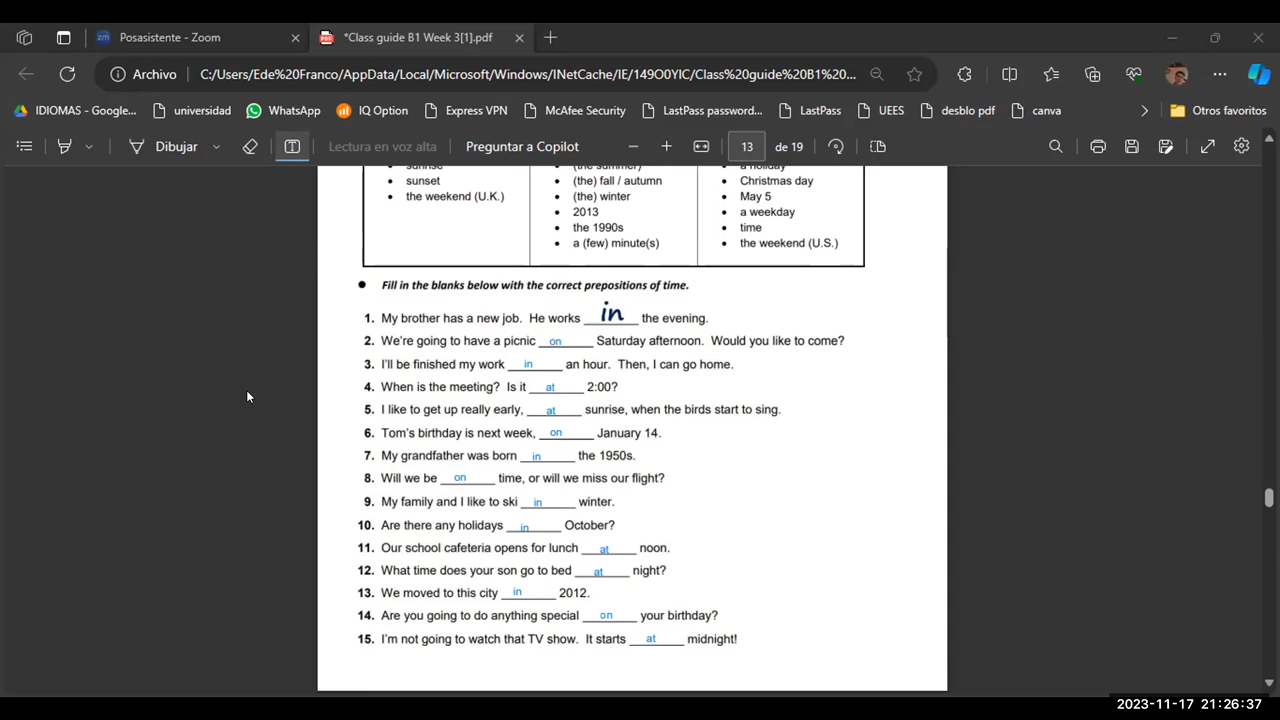 Posasistente - Zoom
*Class guide B1 Week 3[1].pdf
Archivo
C:/Users/Ede%20Franco/AppData/Local/Microsoft/Windows/INetCache/IE/149O0YIC/Class%20guide%20B1%20...
IDIOMAS - Google...
universidad
WhatsApp
IQ Option
Express VPN
McAfee Security
LastPass password...
LastPass
UEES
desblo pdf
canva
Otros favoritos
Dibujar
Lectura en voz alta
Preguntar a Copilot
13
de 19
sunrise
sunset
the weekend (U.K.)
(the summer)
(the) fall / autumn
(the) winter
2013
the 1990s
a (few) minute(s)
a holiday
Christmas day
May 5
a weekday
time
the weekend (U.S.)
Fill in the blanks below with the correct prepositions of time.
1. My brother has a new job. He works in the evening.
2. We're going to have a picnic on Saturday afternoon. Would you like to come?
3. I'll be finished my work in an hour. Then, I can go home.
4. When is the meeting? Is it at 2:00?
5. I like to get up really early, at sunrise, when the birds start to sing.
6. Tom's birthday is next week, on January 14.
7. My grandfather was born in the 1950s.
8. Will we be on time, or will we miss our flight?
9. My family and I like to ski in winter.
10. Are there any holidays in October?
11. Our school cafeteria opens for lunch at noon.
12. What time does your son go to bed at night?
13. We moved to this city in 2012.
14. Are you going to do anything special on your birthday?
15. I'm not going to watch that TV show. It starts at midnight!
2023-11-17 21:26:37